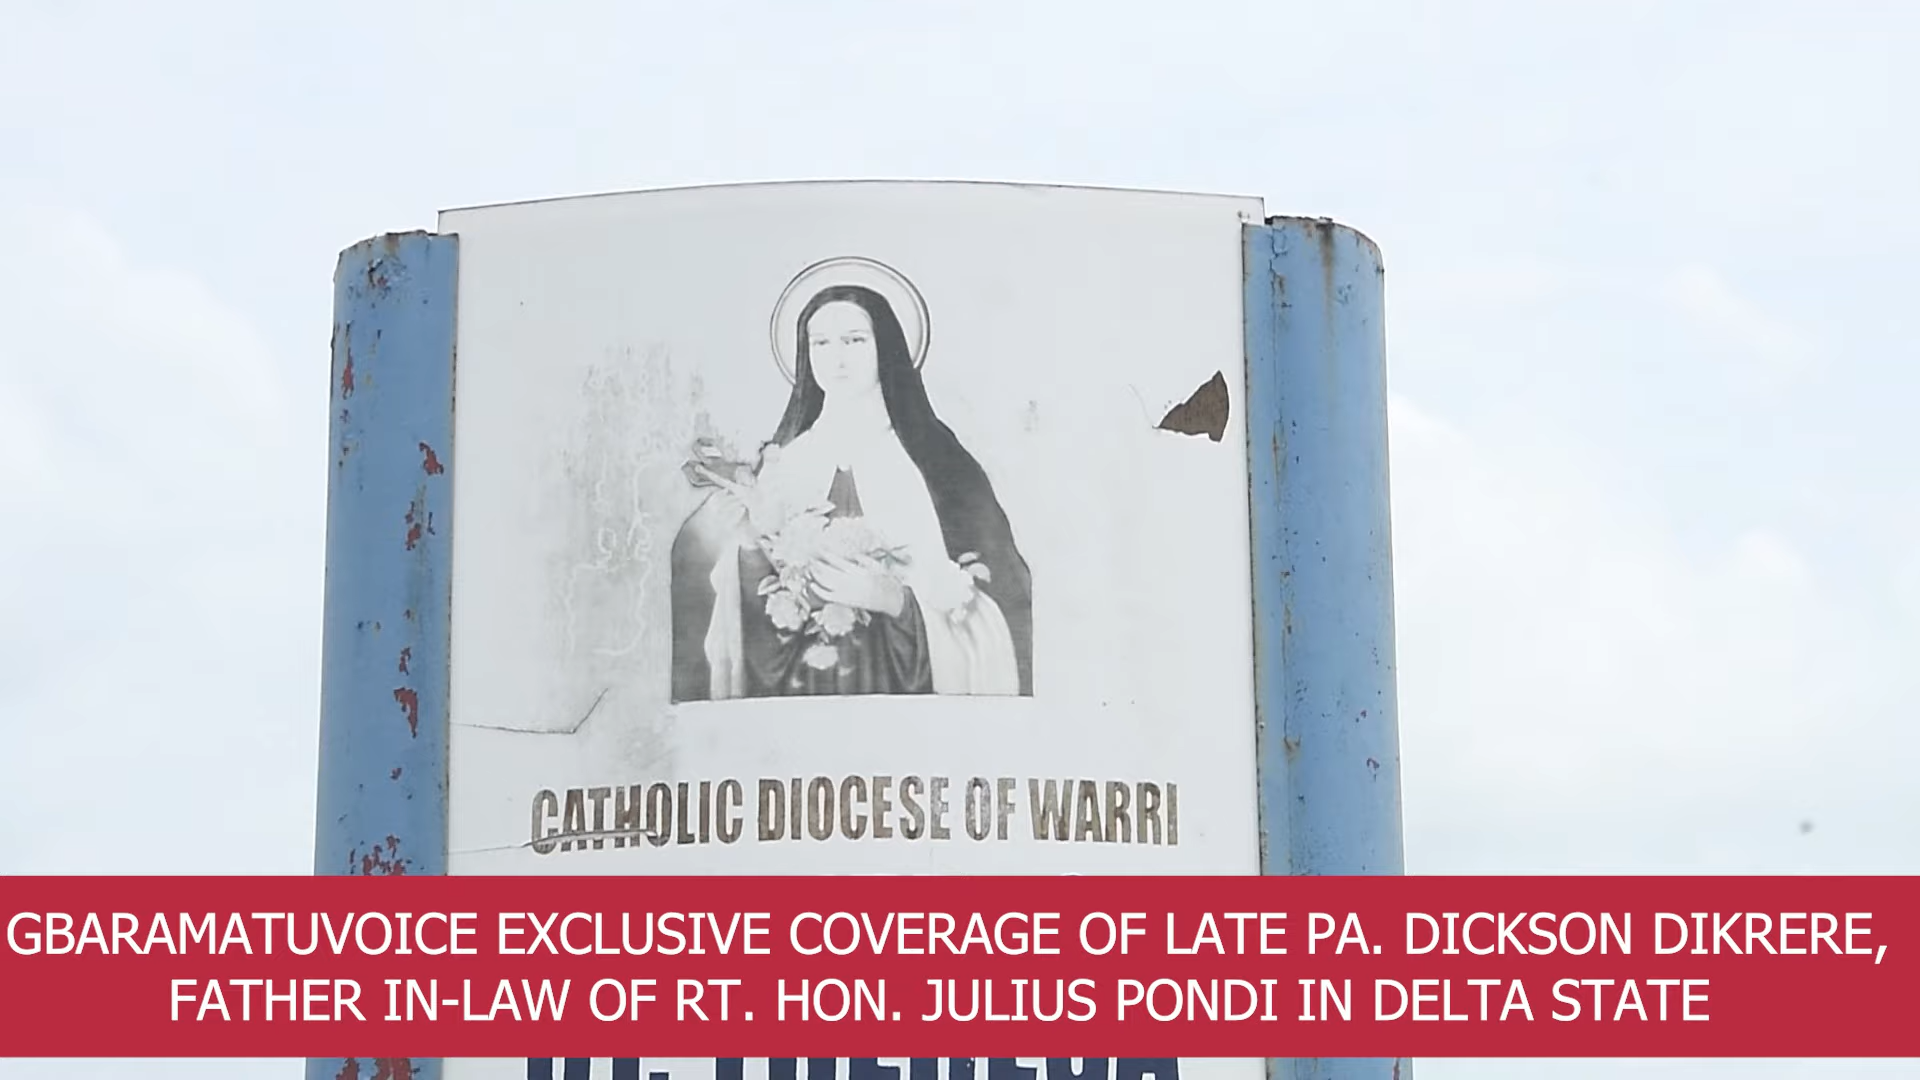 CATHOLIC DIOCESE OF WARRI
GBARAMATUVOICE EXCLUSIVE COVERAGE OF LATE PA. DICKSON DIKRERE,
FATHER IN-LAW OF RT. HON. JULIUS PONDI IN DELTA STATE